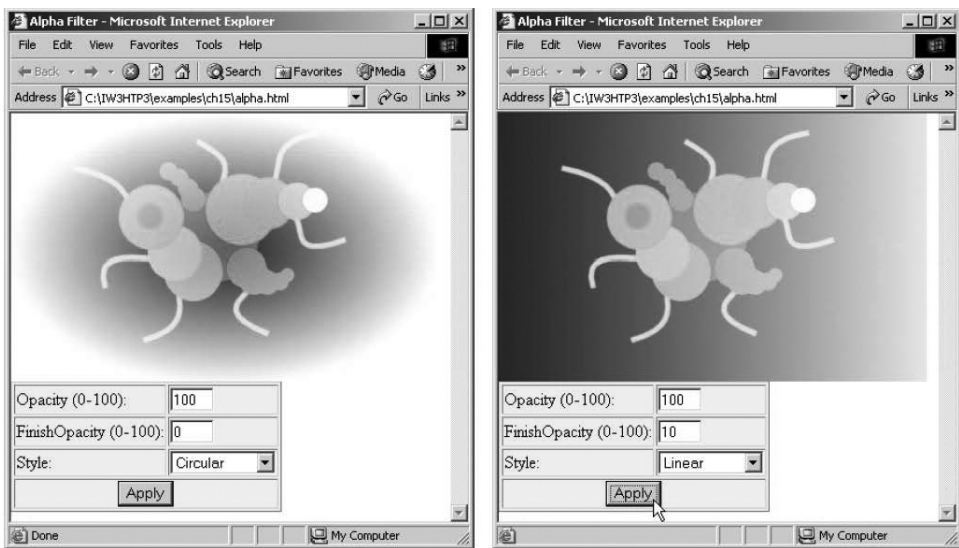 Alpha Filter - Microsoft Internet Explorer
File Edit View Favorites Tools Help
Back Search Favorites Media »
Address C:\IW3HTP3\examples\ch15\alpha.html Go Links »
Opacity (0-100): 100
FinishOpacity (0-100): 0
Style: Circular
Apply
Done My Computer
Alpha Filter - Microsoft Internet Explorer
File Edit View Favorites Tools Help
Back Search Favorites Media »
Address C:\IW3HTP3\examples\ch15\alpha.html Go Links »
Opacity (0-100): 100
FinishOpacity (0-100): 10
Style: Linear
Apply
My Computer